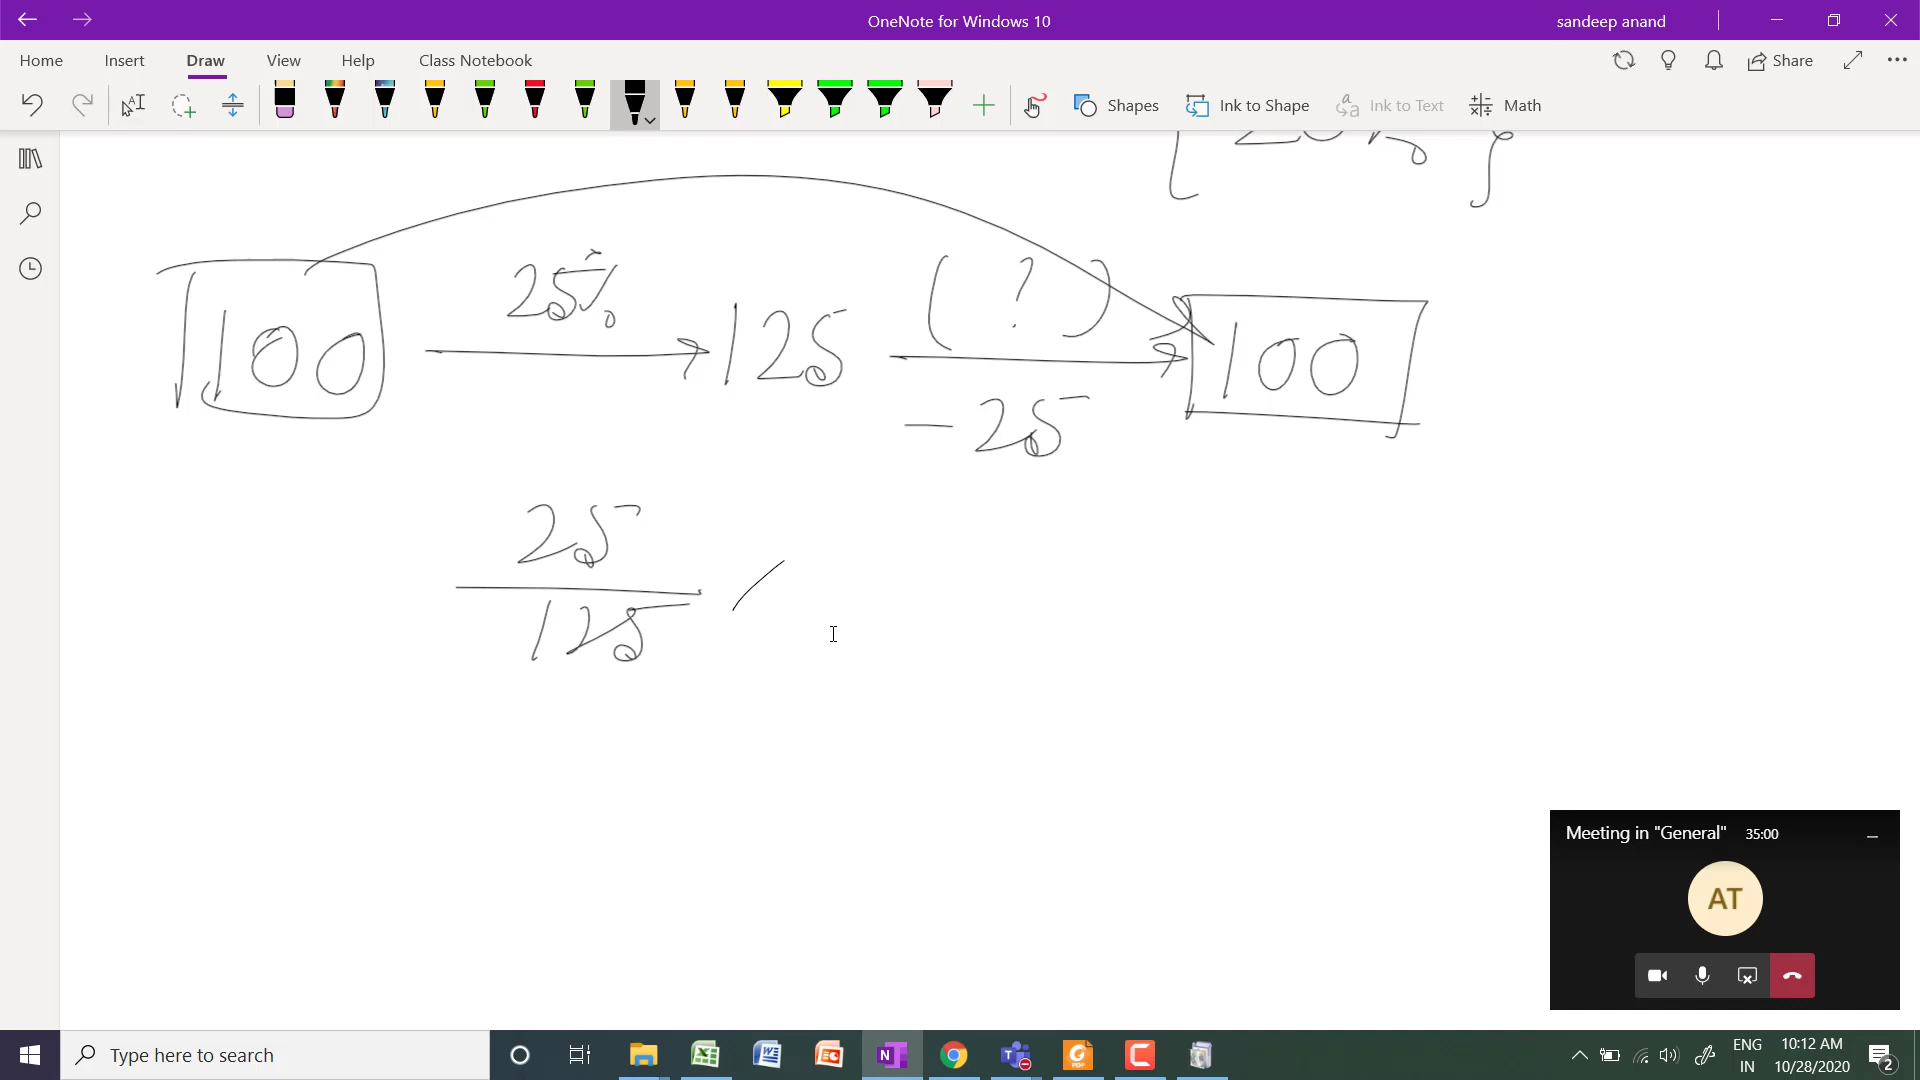 OneNote for Windows 10
sandeep anand
Home Insert Draw View Help Class Notebook
Share
Shapes Ink to Shape Ink to Text Math
100 25% 125 (?) 100
- 25
25
125
Meeting in "General" 35:00
AT
Type here to search
ENG
IN
10:12 AM
10/28/2020
2